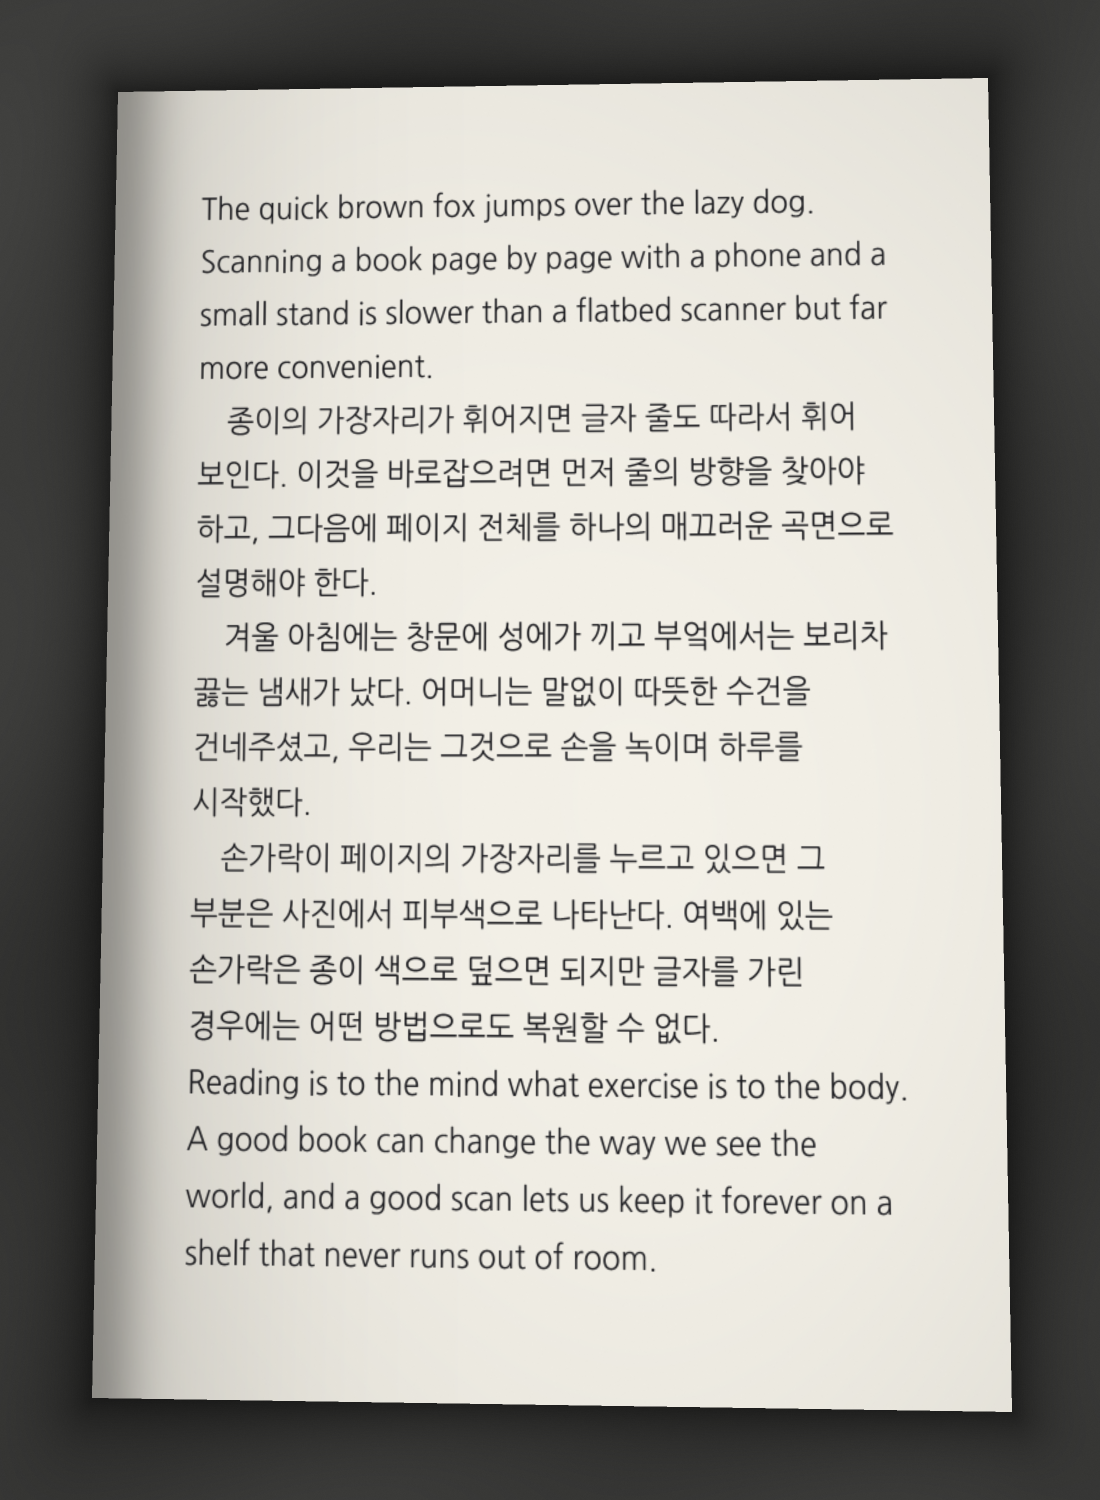 The quick brown fox jumps over the lazy dog.
Scanning a book page by page with a phone and a
small stand is slower than a flatbed scanner but far
more convenient.
종이의 가장자리가 휘어지면 글자 줄도 따라서 휘어
보인다. 이것을 바로잡으려면 먼저 줄의 방향을 찾아야
하고, 그다음에 페이지 전체를 하나의 매끄러운 곡면으로
설명해야 한다.
겨울 아침에는 창문에 성에가 끼고 부엌에서는 보리차
끓는 냄새가 났다. 어머니는 말없이 따뜻한 수건을
건네주셨고, 우리는 그것으로 손을 녹이며 하루를
시작했다.
손가락이 페이지의 가장자리를 누르고 있으면 그
부분은 사진에서 피부색으로 나타난다. 여백에 있는
손가락은 종이 색으로 덮으면 되지만 글자를 가린
경우에는 어떤 방법으로도 복원할 수 없다.
Reading is to the mind what exercise is to the body.
A good book can change the way we see the
world, and a good scan lets us keep it forever on a
shelf that never runs out of room.